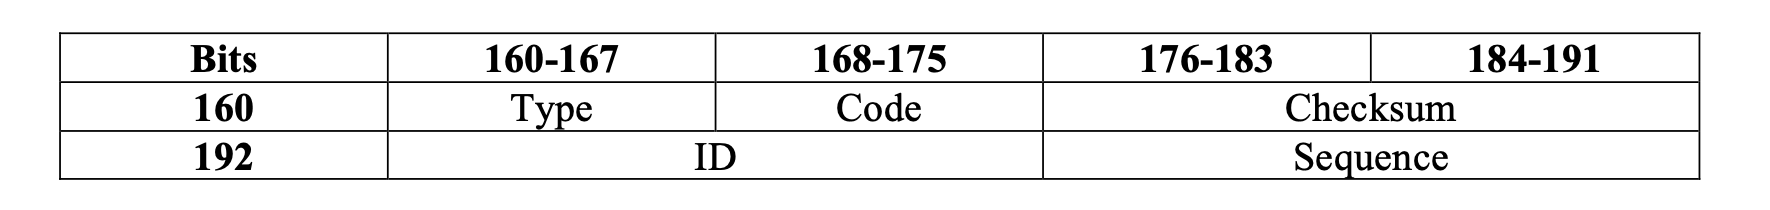 Bits 160-167 168-175 176-183 184-191
160 Type Code Checksum
192 ID Sequence